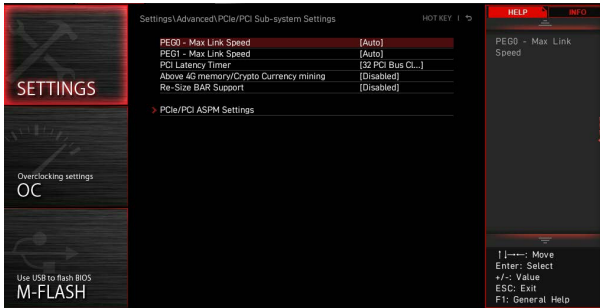 Settings\Advanced\PCIe/PCI Sub-system Settings
HOT KEY | ↰
HELP
INFO
PEG0 - Max Link Speed [Auto]
PEG1 - Max Link Speed [Auto]
PCI Latency Timer [32 PCI Bus Cl...]
Above 4G memory/Crypto Currency mining [Disabled]
Re-Size BAR Support [Disabled]
> PCIe/PCI ASPM Settings
SETTINGS
Overclocking settings
OC
Use USB to flash BIOS
M-FLASH
PEG0 - Max Link
Speed
↑↓→←: Move
Enter: Select
+/-: Value
ESC: Exit
F1: General Help